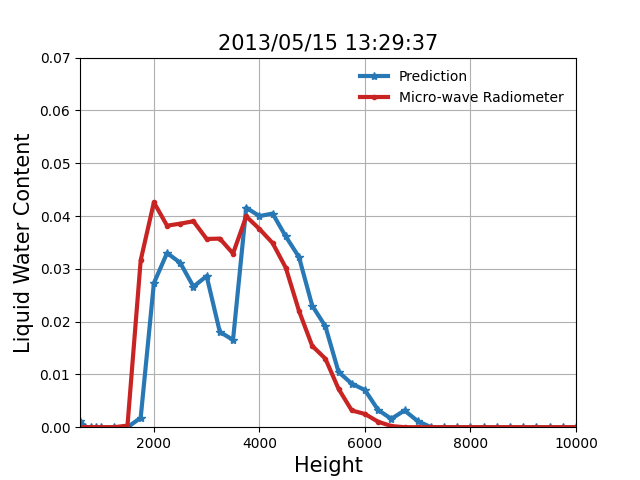 2013/05/15 13:29:37
0.07
0.06
0.05
0.04
0.03
0.02
0.01
0.00
Liquid Water Content
Prediction
Micro-wave Radiometer
2000 4000 6000 8000 10000
Height